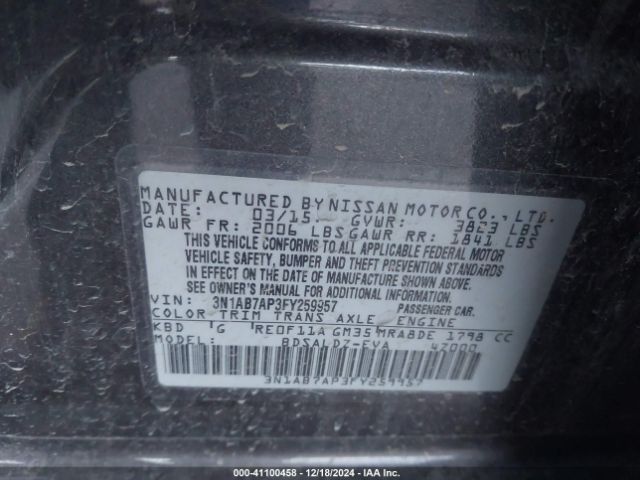 MANUFACTURED BY NISSAN MOTOR CO., LTD.
DATE: 03/15 GVWR: 3823 LBS
GAWR FR: 2006 LBS GAWR RR: 1841 LBS
THIS VEHICLE CONFORMS TO ALL APPLICABLE FEDERAL MOTOR
VEHICLE SAFETY, BUMPER AND THEFT PREVENTION STANDARDS
IN EFFECT ON THE DATE OF MANUFACTURE SHOWN ABOVE.
SEE OWNER'S MANUAL FOR ADDITIONAL INFORMATION.
VIN: 3N1AB7AP3FY259957 PASSENGER CAR.
COLOR TRIM TRANS AXLE ENGINE
KBD G RE0F11A GM35 MRA8DE 1798 CC
MODEL: BDSALDZ-EVA 4Z000
3N1AB7AP3FY259957
000-41100458 | 12/18/2024 | IAA Inc.